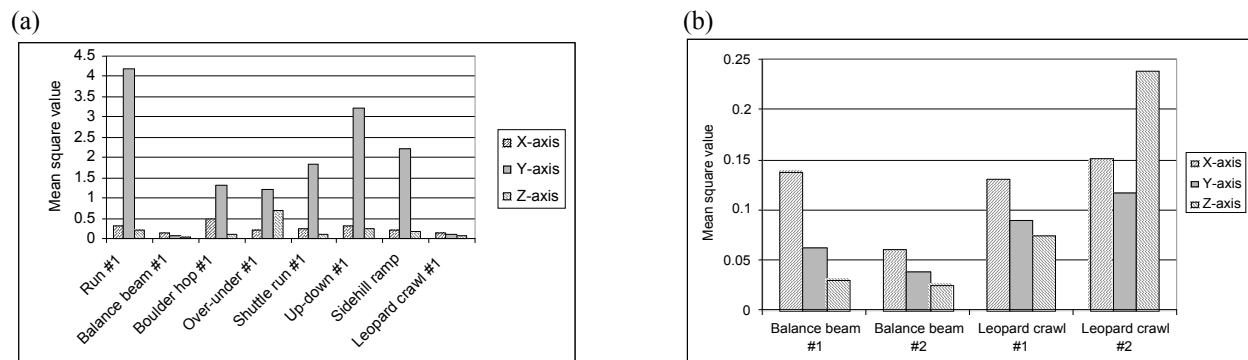 (a)
Mean square value
4.5
4
3.5
3
2.5
2
1.5
1
0.5
0
Run #1
Balance beam #1
Boulder hop #1
Over-under #1
Shuttle run #1
Up-down #1
Sidehill ramp
Leopard crawl #1
X-axis
Y-axis
Z-axis
(b)
Mean square value
0.25
0.2
0.15
0.1
0.05
0
Balance beam
#1
Balance beam
#2
Leopard crawl
#1
Leopard crawl
#2
X-axis
Y-axis
Z-axis